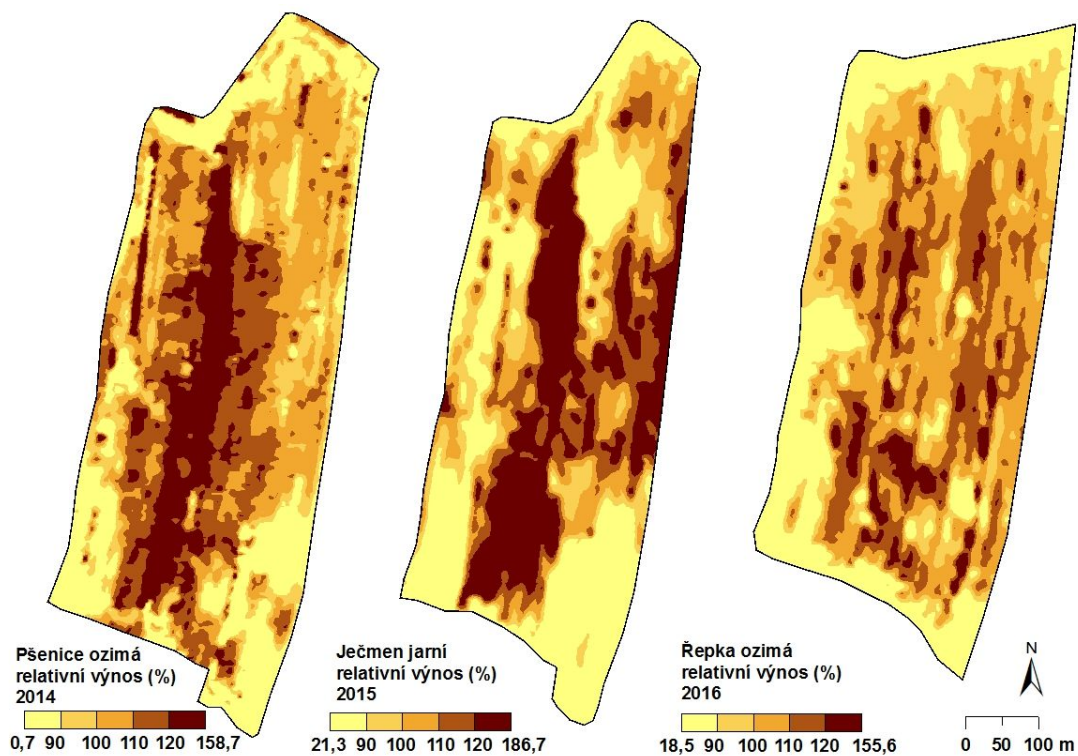 Pšenice ozimá
relativní výnos (%)
2014
0,7 90 100 110 120 158,7
Ječmen jarní
relativní výnos (%)
2015
21,3 90 100 110 120 186,7
Řepka ozimá
relativní výnos (%)
2016
18,5 90 100 110 120 155,6
N
0 50 100 m